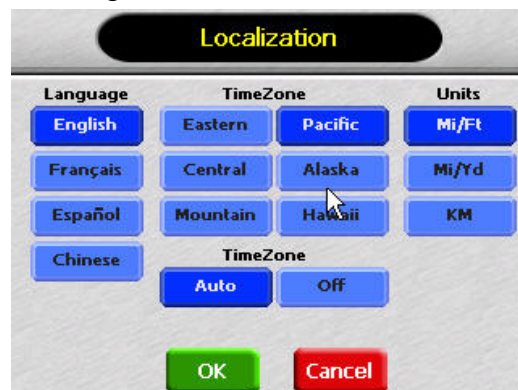 Localization
Language TimeZone Units
English Eastern Pacific Mi/Ft
Français Central Alaska Mi/Yd
Español Mountain Hawaii KM
Chinese TimeZone
Auto Off
OK Cancel